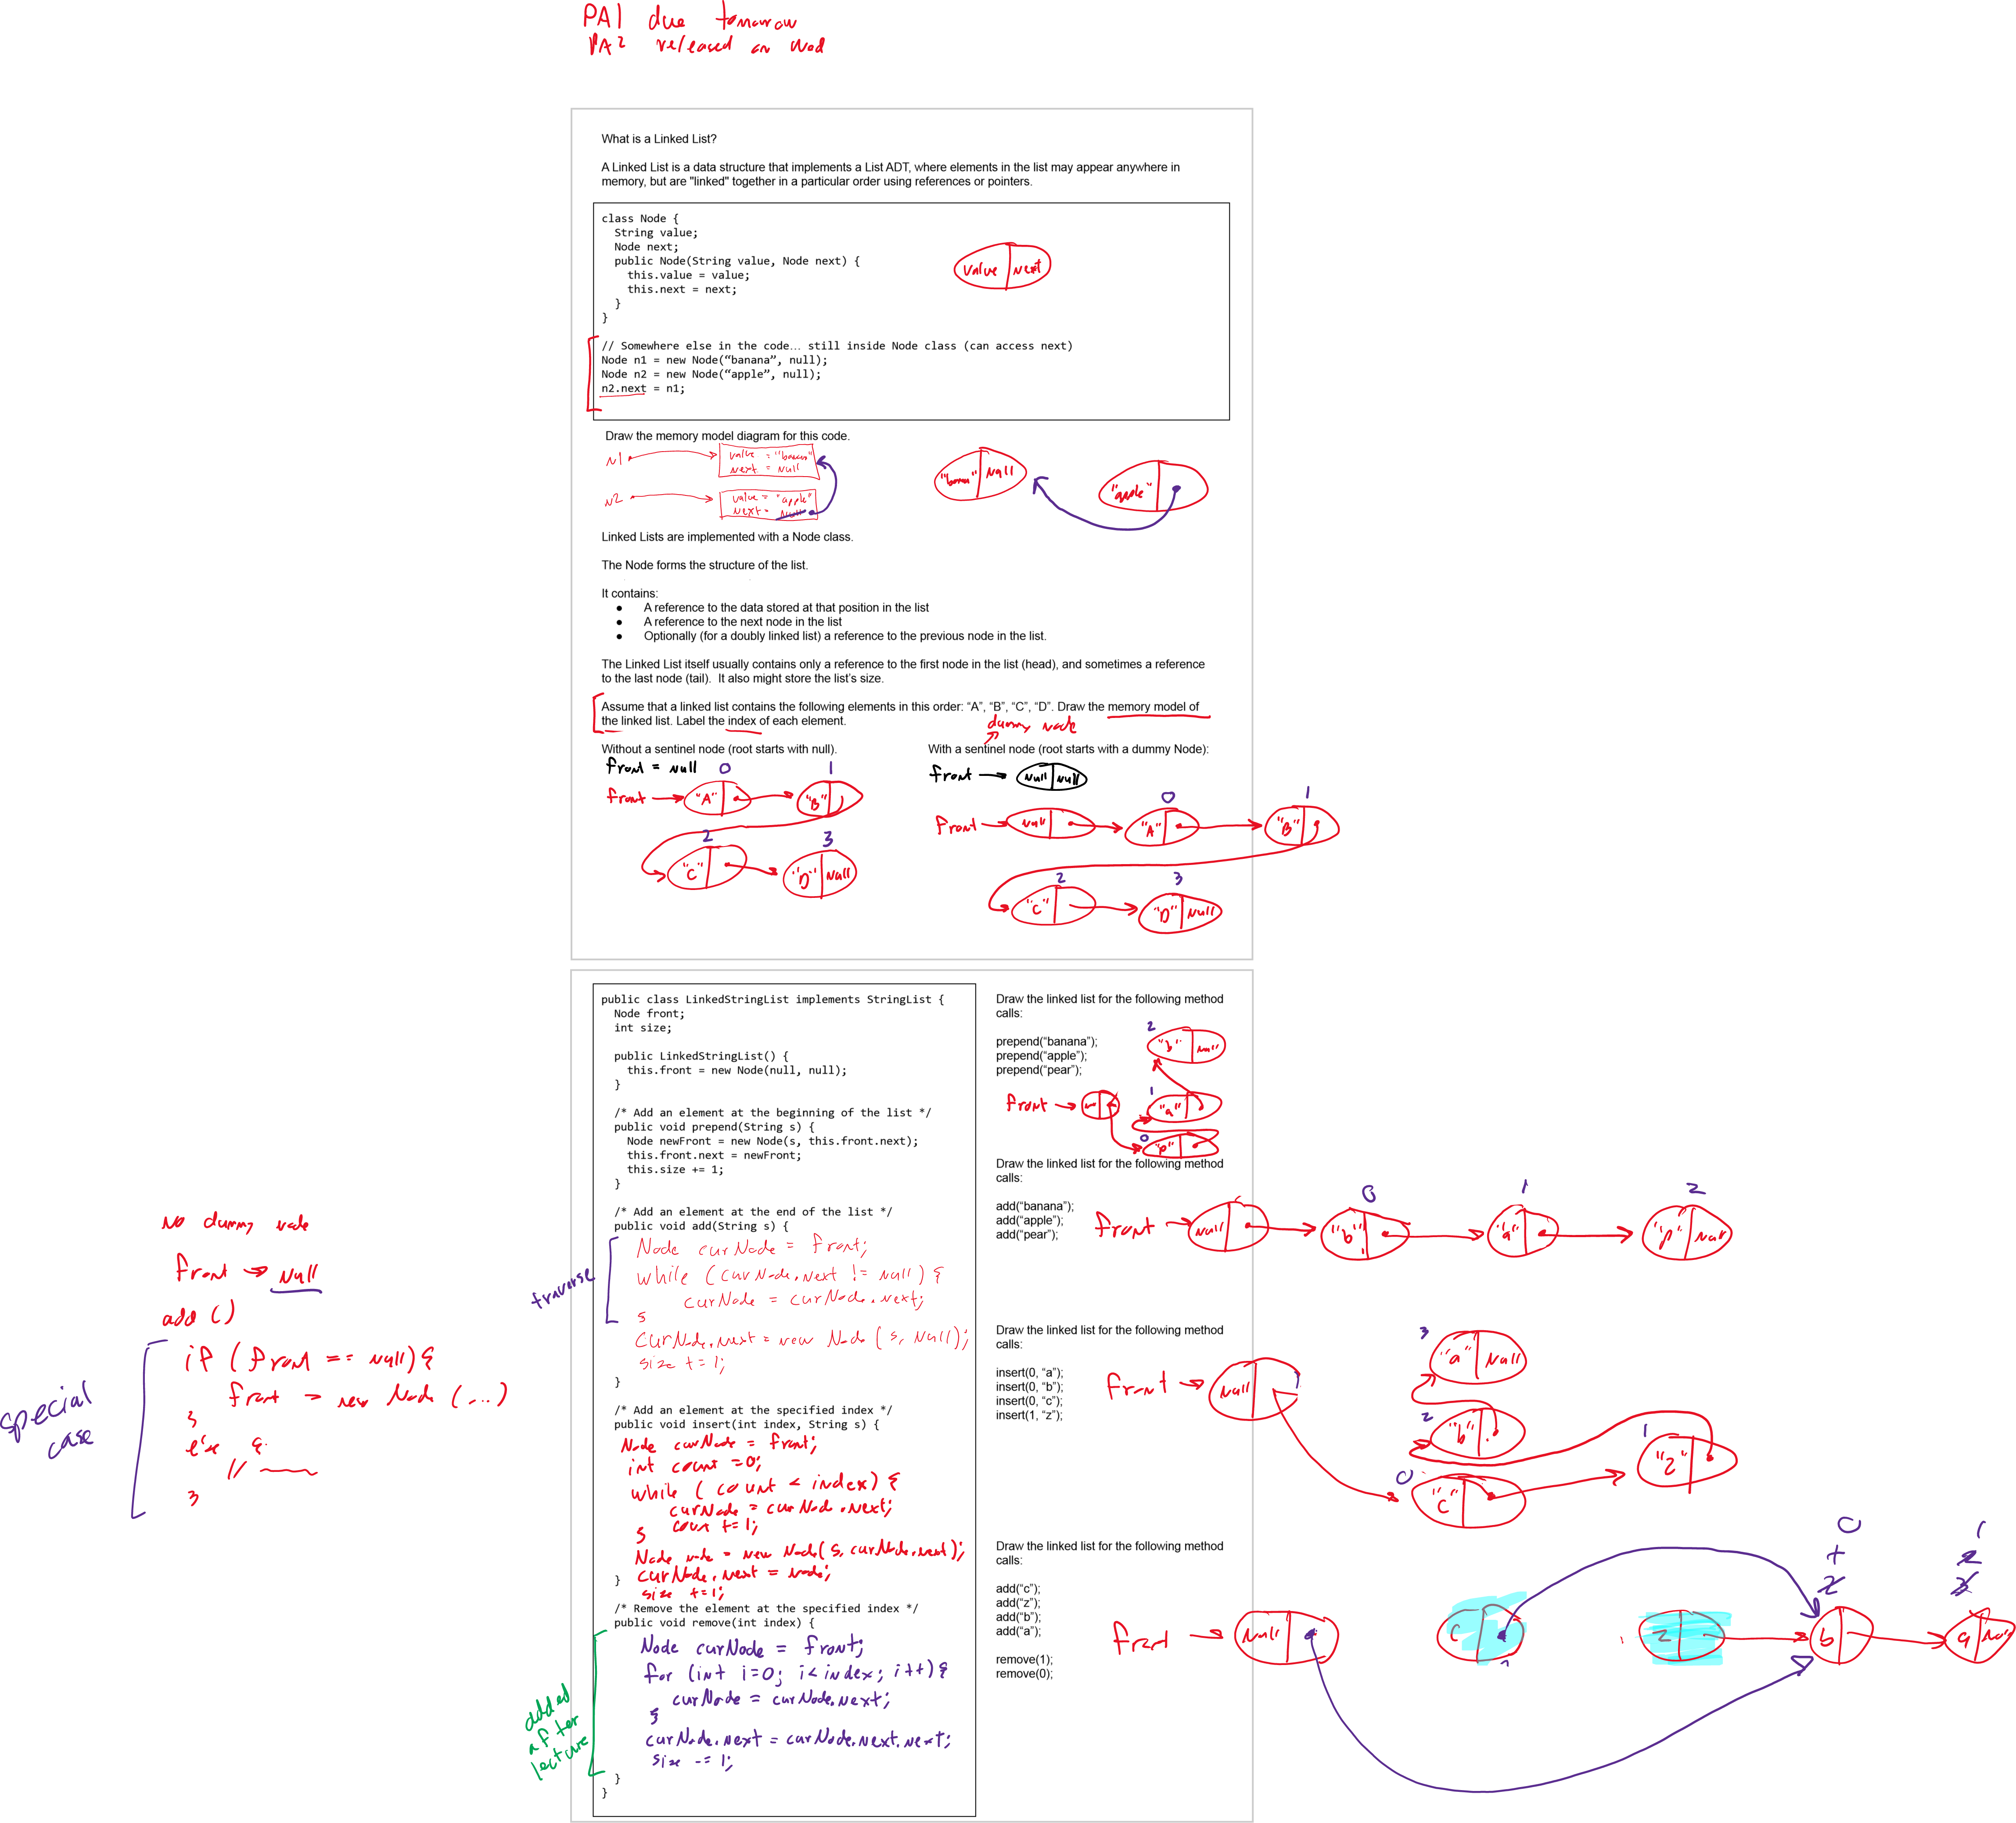 PA1 due tomorrow
PA2 released on Wed
What is a Linked List?
A Linked List is a data structure that implements a List ADT, where elements in the list may appear anywhere in
memory, but are "linked" together in a particular order using references or pointers.
class Node {
String value;
Node next;
public Node(String value, Node next) {
this.value = value;
this.next = next;
}
}
value next
// Somewhere else in the code... still inside Node class (can access next)
Node n1 = new Node(“banana”, null);
Node n2 = new Node(“apple”, null);
n2.next = n1;
Draw the memory model diagram for this code.
n1 value = "banana"
next = null
n2 value = "apple"
next = null
"banana" null
"apple"
Linked Lists are implemented with a Node class.
The Node forms the structure of the list.
It contains:
● A reference to the data stored at that position in the list
● A reference to the next node in the list
● Optionally (for a doubly linked list) a reference to the previous node in the list.
The Linked List itself usually contains only a reference to the first node in the list (head), and sometimes a reference
to the last node (tail). It also might store the list’s size.
Assume that a linked list contains the following elements in this order: “A”, “B”, “C”, “D”. Draw the memory model of
the linked list. Label the index of each element.
dummy node
Without a sentinel node (root starts with null).
front = null
0 1
front "A" "B"
2 3
"C" "D" null
With a sentinel node (root starts with a dummy Node):
front null null
0 1
front null "A" "B"
2 3
"C" "D" null
public class LinkedStringList implements StringList {
Node front;
int size;
public LinkedStringList() {
this.front = new Node(null, null);
}
/* Add an element at the beginning of the list */
public void prepend(String s) {
Node newFront = new Node(s, this.front.next);
this.front.next = newFront;
this.size += 1;
}
/* Add an element at the end of the list */
public void add(String s) {
traverse
Node curNode = front;
while (curNode.next != null) {
curNode = curNode.next;
}
curNode.next = new Node (s, null);
size += 1;
}
/* Add an element at the specified index */
public void insert(int index, String s) {
Node curNode = front;
int count = 0;
while (count < index) {
curNode = curNode.next;
count += 1;
}
Node node = new Node(s, curNode.next);
curNode.next = node;
}
size += 1;
/* Remove the element at the specified index */
public void remove(int index) {
added
after
lecture
Node curNode = front;
for (int i=0; i< index; i++) {
curNode = curNode.next;
}
curNode.next = curNode.next.next;
size -= 1;
}
}
no dummy node
front null
add ()
special
case
if (front == null) {
front = new Node (...)
}
else {
//
}
Draw the linked list for the following method
calls:
prepend(“banana”);
prepend(“apple”);
prepend(“pear”);
2
"b" null
1
front "a"
0
"p"
Draw the linked list for the following method
calls:
add(“banana”);
add(“apple”);
add(“pear”);
0 1 2
front null "b" "a" "p" null
Draw the linked list for the following method
calls:
insert(0, “a”);
insert(0, “b”);
insert(0, “c”);
insert(1, “z”);
3
"a" null
front null
2 1
"b" "z"
0
"c"
Draw the linked list for the following method
calls:
add(“c”);
add(“z”);
add(“b”);
add(“a”);
remove(1);
remove(0);
0 1
1 2
2 3
front null c z b a null